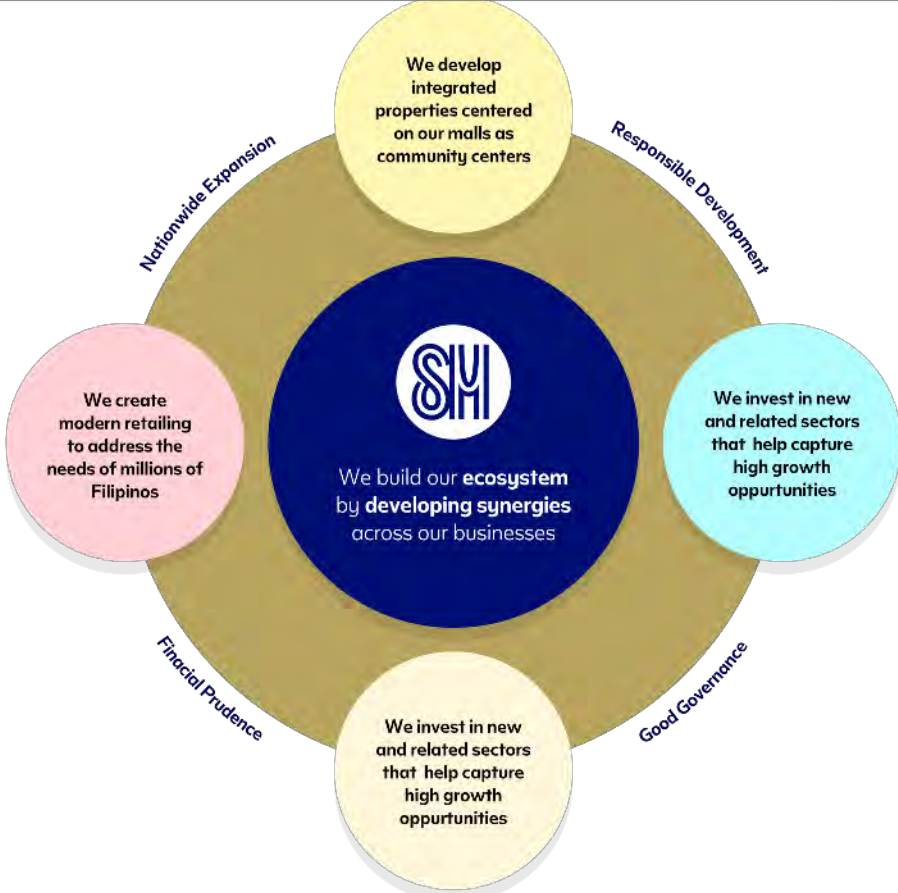 We develop
integrated
properties centered
on our malls as
community centers
Nationwide Expansion
Responsible Development
We create
modern retailing
to address the
needs of millions of
Filipinos
SM
We build our ecosystem
by developing synergies
across our businesses
We invest in new
and related sectors
that help capture
high growth
oppurtunities
Finacial Prudence
Good Governance
We invest in new
and related sectors
that help capture
high growth
oppurtunities